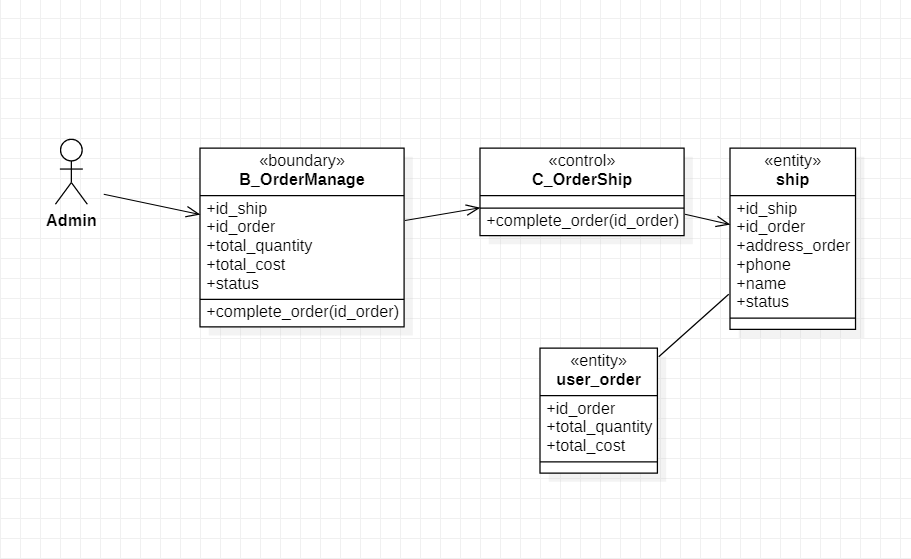 Admin
«boundary»
B_OrderManage
+id_ship
+id_order
+total_quantity
+total_cost
+status
+complete_order(id_order)
«control»
C_OrderShip
+complete_order(id_order)
«entity»
ship
+id_ship
+id_order
+address_order
+phone
+name
+status
«entity»
user_order
+id_order
+total_quantity
+total_cost